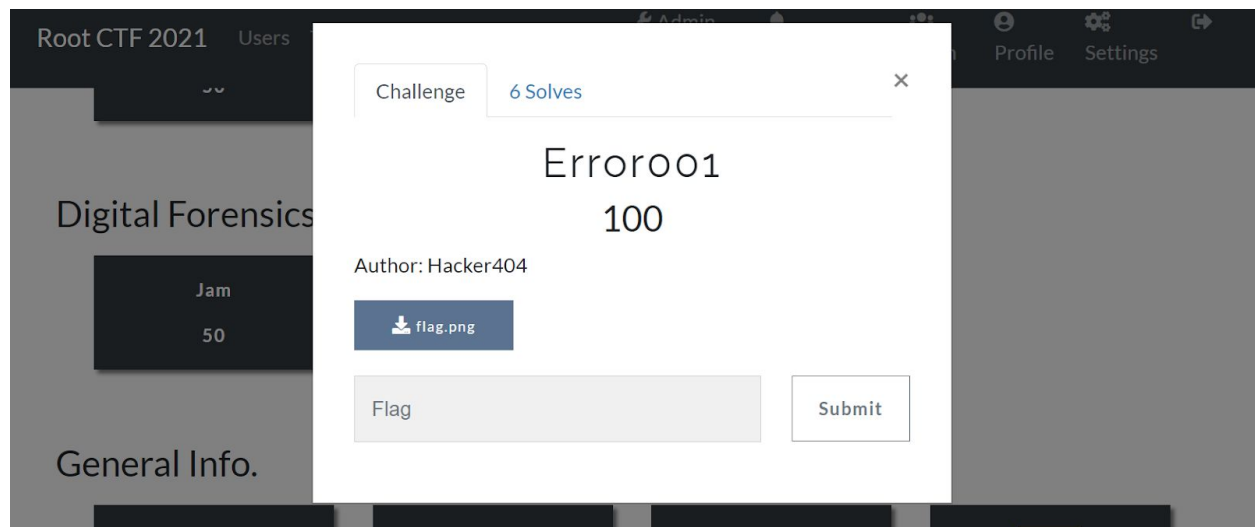 Root CTF 2021 Users Admin
Profile Settings
Challenge 6 Solves ×
Error001
100
Digital Forensics
Author: Hacker404
Jam
50
flag.png
Flag Submit
General Info.